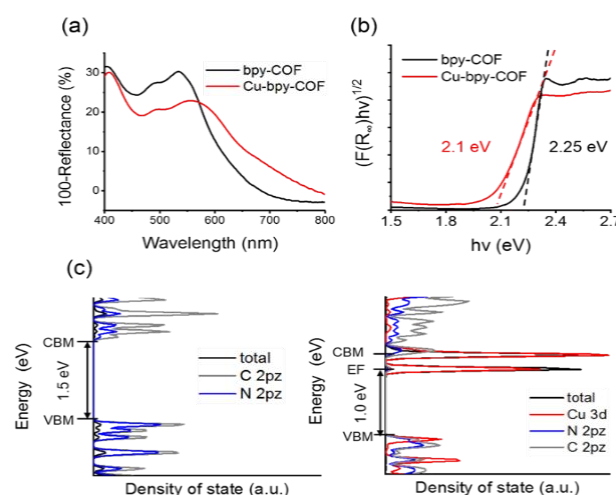 (a)
100-Reflectance (%)
30
20
10
0
bpy-COF
Cu-bpy-COF
400 500 600 700 800
Wavelength (nm)
(b)
(F(R∞)hν)1/2
bpy-COF
Cu-bpy-COF
2.1 eV
2.25 eV
1.5 1.8 2.1 2.4 2.7
hν (eV)
(c)
Energy (eV)
CBM
1.5 eV
VBM
total
C 2pz
N 2pz
Density of state (a.u.)
Energy (eV)
CBM
EF
1.0 eV
VBM
total
Cu 3d
N 2pz
C 2pz
Density of state (a.u.)